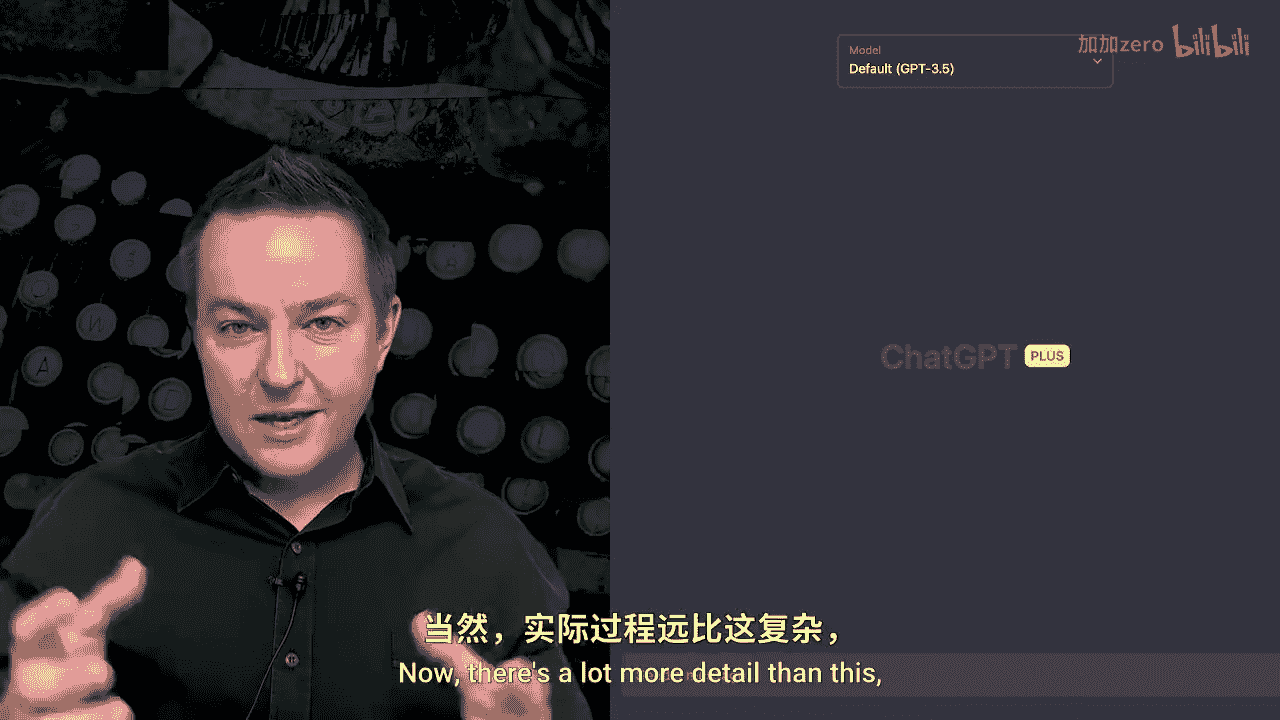 加加zero bilibili
Model
Default (GPT-3.5)
ChatGPT PLUS
当然，实际过程远比这复杂，
Now, there's a lot more detail than this,